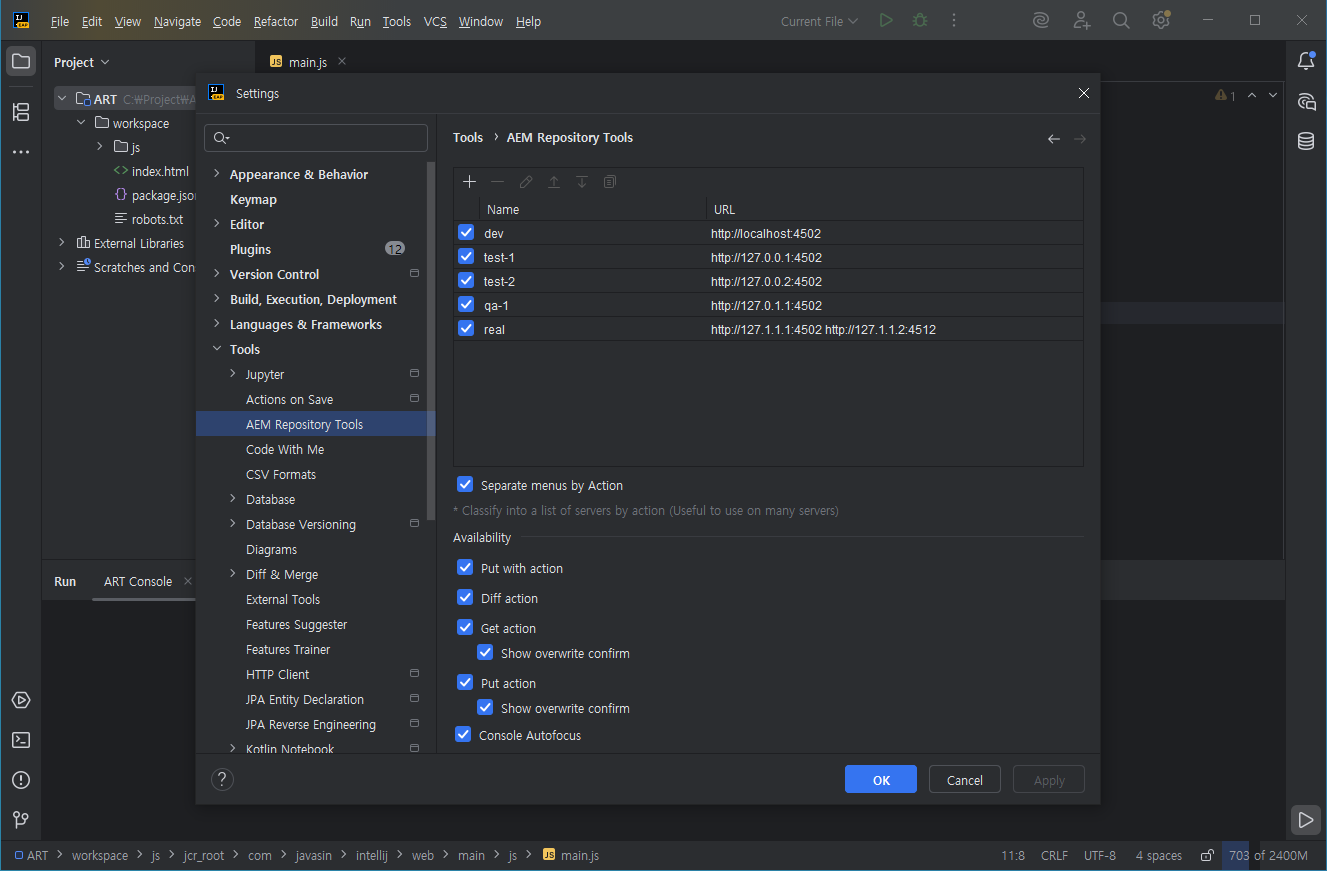 File Edit View Navigate Code Refactor Build Run Tools VCS Window Help Current File
Project
main.js
ART C:₩Project₩A
workspace
js
index.html
package.jso
robots.txt
External Libraries
Scratches and Con
1
Settings
Appearance & Behavior
Keymap
Editor
Plugins 12
Version Control
Build, Execution, Deployment
Languages & Frameworks
Tools
Jupyter
Actions on Save
AEM Repository Tools
Code With Me
CSV Formats
Database
Database Versioning
Diagrams
Diff & Merge
External Tools
Features Suggester
Features Trainer
HTTP Client
JPA Entity Declaration
JPA Reverse Engineering
Kotlin Notebook
Tools › AEM Repository Tools
Name URL
dev http://localhost:4502
test-1 http://127.0.0.1:4502
test-2 http://127.0.0.2:4502
qa-1 http://127.0.1.1:4502
real http://127.1.1.1:4502 http://127.1.1.2:4512
Separate menus by Action
* Classify into a list of servers by action (Useful to use on many servers)
Availability
Put with action
Diff action
Get action
Show overwrite confirm
Put action
Show overwrite confirm
Console Autofocus
? OK Cancel Apply
Run ART Console
ART › workspace › js › jcr_root › com › javasin › intellij › web › main › js › JS main.js 11:8 CRLF UTF-8 4 spaces 703 of 2400M